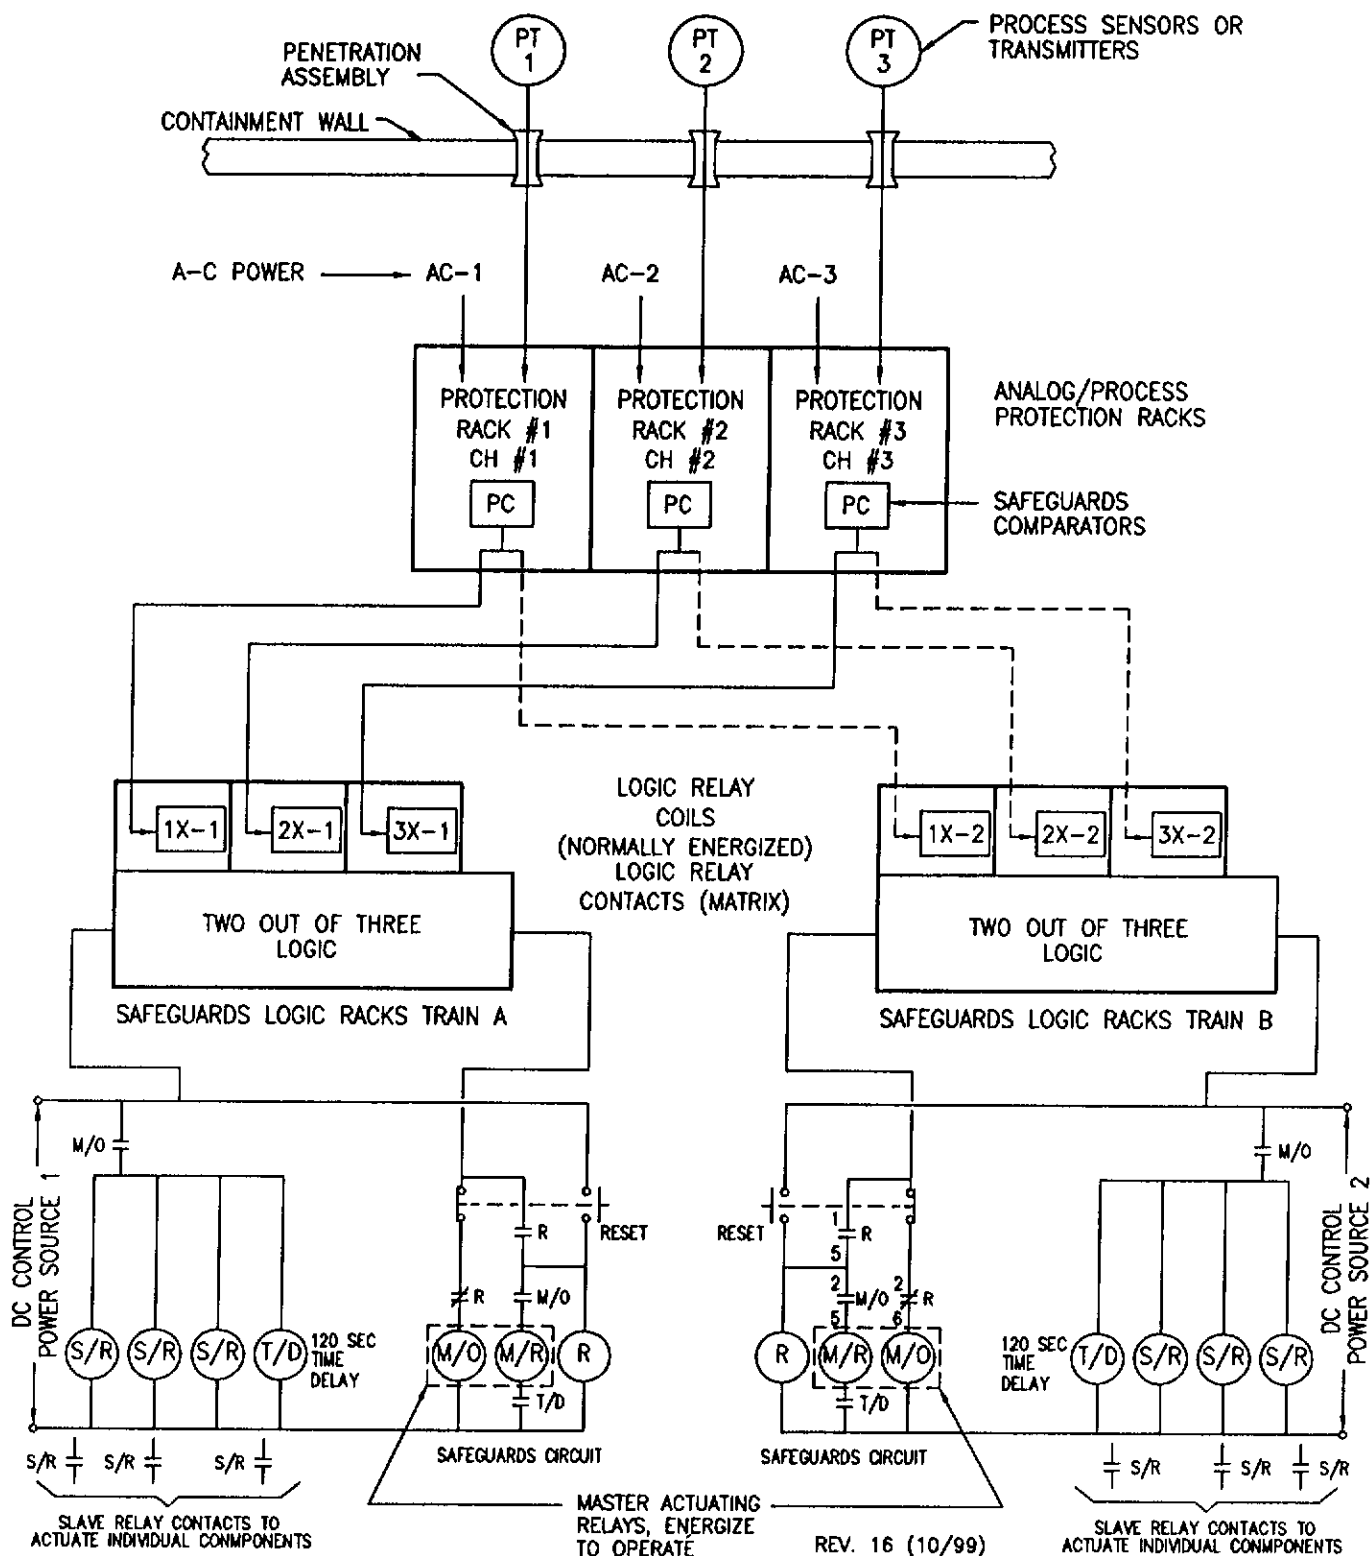 PT
1
PT
2
PT
3
PROCESS SENSORS OR
TRANSMITTERS
PENETRATION
ASSEMBLY
CONTAINMENT WALL
A-C POWER
AC-1
AC-2
AC-3
PROTECTION
RACK #1
CH #1
PC
PROTECTION
RACK #2
CH #2
PC
PROTECTION
RACK #3
CH #3
PC
ANALOG/PROCESS
PROTECTION RACKS
SAFEGUARDS
COMPARATORS
1X-1
2X-1
3X-1
LOGIC RELAY
COILS
(NORMALLY ENERGIZED)
LOGIC RELAY
CONTACTS (MATRIX)
1X-2
2X-2
3X-2
TWO OUT OF THREE
LOGIC
TWO OUT OF THREE
LOGIC
SAFEGUARDS LOGIC RACKS TRAIN A
SAFEGUARDS LOGIC RACKS TRAIN B
DC CONTROL
POWER SOURCE 1
M/O
S/R
S/R
S/R
T/D
120 SEC
TIME
DELAY
R
RESET
R
M/O
M/O
M/R
R
T/D
SAFEGUARDS CIRCUIT
RESET
1
R
5
2
M/O
5
2
R
6
R
M/R
M/O
T/D
SAFEGUARDS CIRCUIT
M/O
120 SEC
TIME
DELAY
T/D
S/R
S/R
S/R
DC CONTROL
POWER SOURCE 2
S/R
S/R
S/R
SLAVE RELAY CONTACTS TO
ACTUATE INDIVIDUAL CONMPONENTS
MASTER ACTUATING
RELAYS, ENERGIZE
TO OPERATE
REV. 16 (10/99)
S/R
S/R
S/R
SLAVE RELAY CONTACTS TO
ACTUATE INDIVIDUAL CONMPONENTS